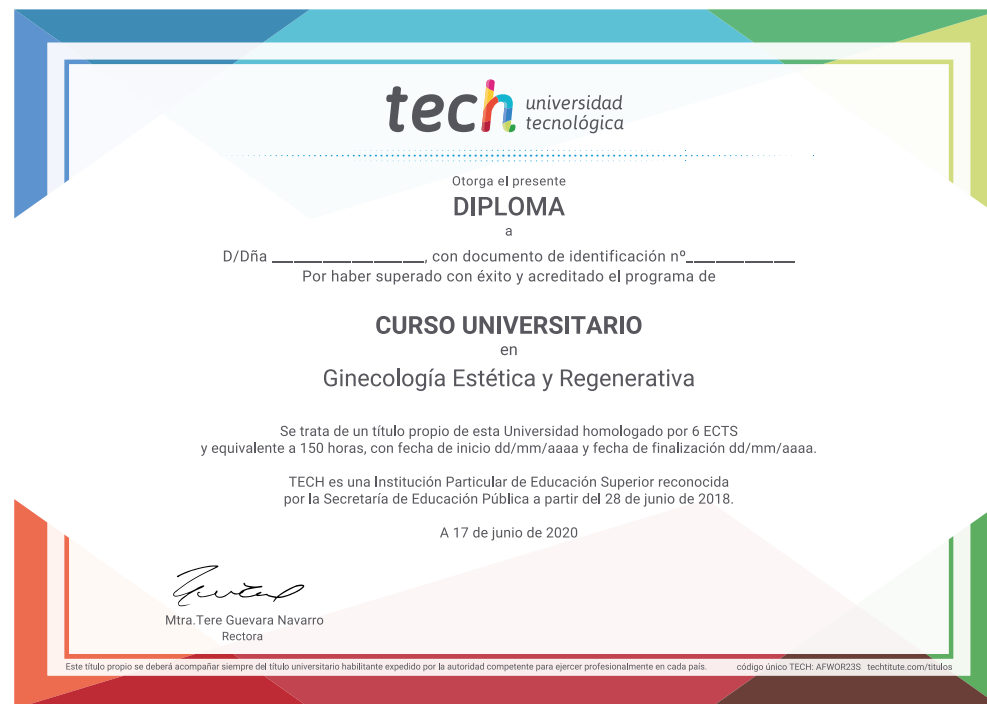 tech universidad
tecnológica
Otorga el presente
DIPLOMA
a
D/Dña ______________, con documento de identificación nº__________
Por haber superado con éxito y acreditado el programa de
CURSO UNIVERSITARIO
en
Ginecología Estética y Regenerativa
Se trata de un título propio de esta Universidad homologado por 6 ECTS
y equivalente a 150 horas, con fecha de inicio dd/mm/aaaa y fecha de finalización dd/mm/aaaa.
TECH es una Institución Particular de Educación Superior reconocida
por la Secretaría de Educación Pública a partir del 28 de junio de 2018.
A 17 de junio de 2020
Mtra.Tere Guevara Navarro
Rectora
Este título propio se deberá acompañar siempre del título universitario habilitante expedido por la autoridad competente para ejercer profesionalmente en cada país. código único TECH: AFWOR23S techtitute.com/titulos